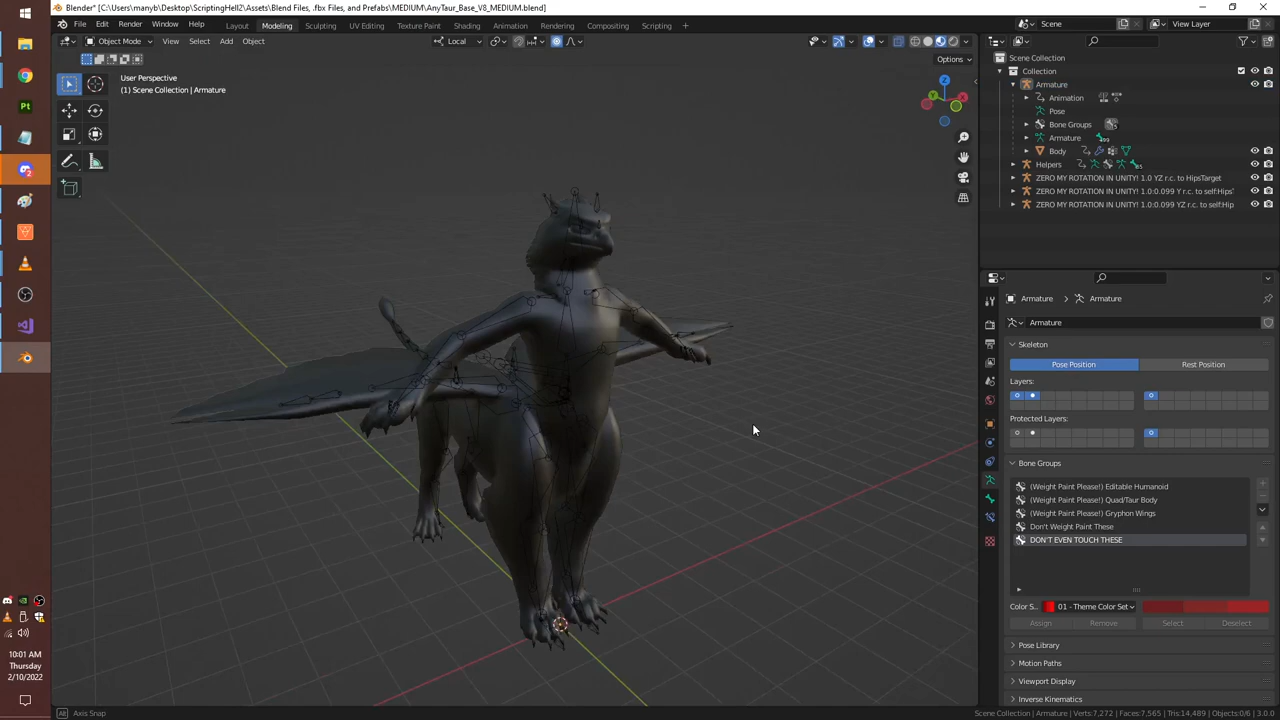 Blender* [C:\Users\manyb\Desktop\ScriptingHell2\Assets\Blend Files, .fbx Files, and Prefabs\MEDIUM\AnyTaur_Base_V8_MEDIUM.blend]
File Edit Render Window Help Layout Modeling Sculpting UV Editing Texture Paint Shading Animation Rendering Compositing Scripting +
Scene View Layer
Object Mode View Select Add Object Local
Options
User Perspective
(1) Scene Collection | Armature
Scene Collection
Collection
Armature
Animation
Pose
Bone Groups
Armature
Body
Helpers
ZERO MY ROTATION IN UNITY! 1.0 YZ r.c. to HipsTarget
ZERO MY ROTATION IN UNITY! 1.0:0.099 Y r.c. to self:Hips'
ZERO MY ROTATION IN UNITY! 1.0:0.099 YZ r.c. to self:Hip
Armature > Armature
Armature
Skeleton
Pose Position Rest Position
Layers:
Protected Layers:
Bone Groups
(Weight Paint Please!) Editable Humanoid
(Weight Paint Please!) Quad/Taur Body
(Weight Paint Please!) Gryphon Wings
Don't Weight Paint These
DON'T EVEN TOUCH THESE
Color S... 01 - Theme Color Set
Assign Remove Select Deselect
Pose Library
Motion Paths
Viewport Display
Inverse Kinematics
10:01 AM
Thursday
2/10/2022
Alt Axis Snap
Scene Collection | Armature Verts:7,272 | Faces:7,565 | Tris:14,489 | Objects:0/6 | 3.0.0